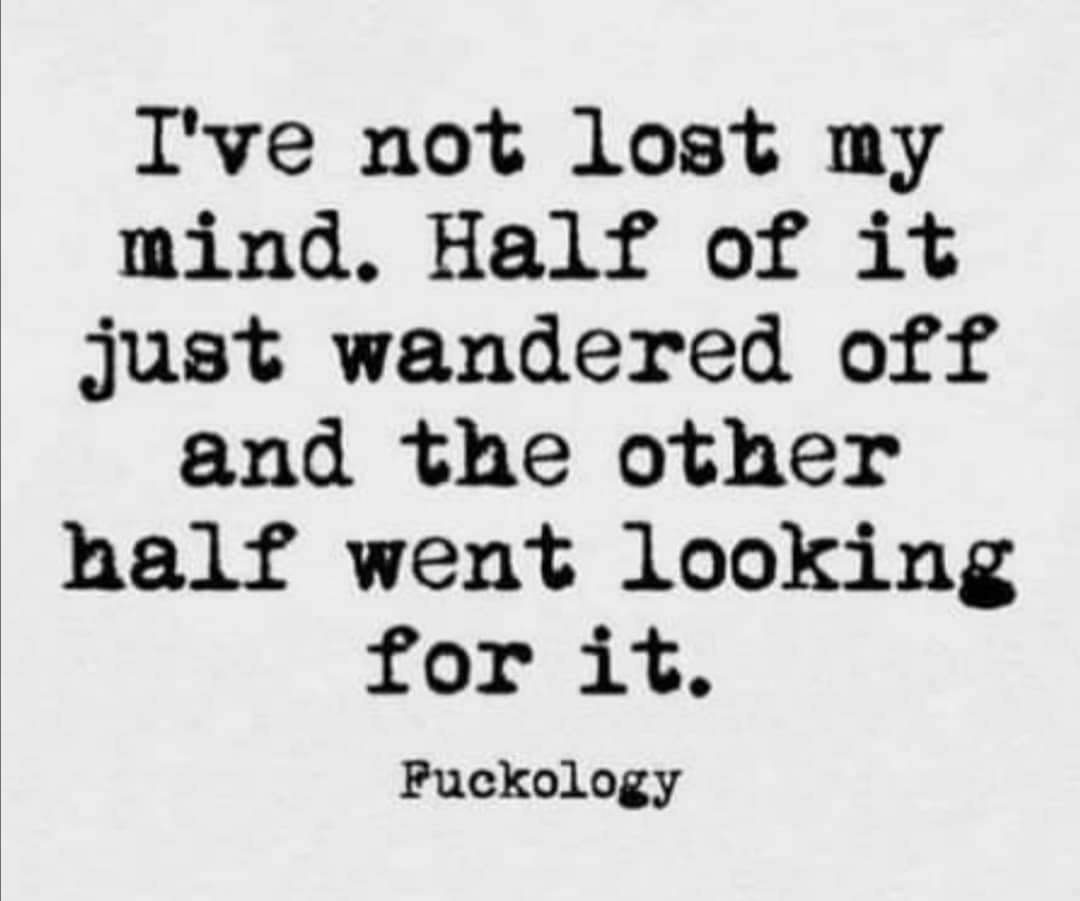 I've not lost my
mind. Half of it
just wandered off
and the other
half went looking
for it.
Fuckology